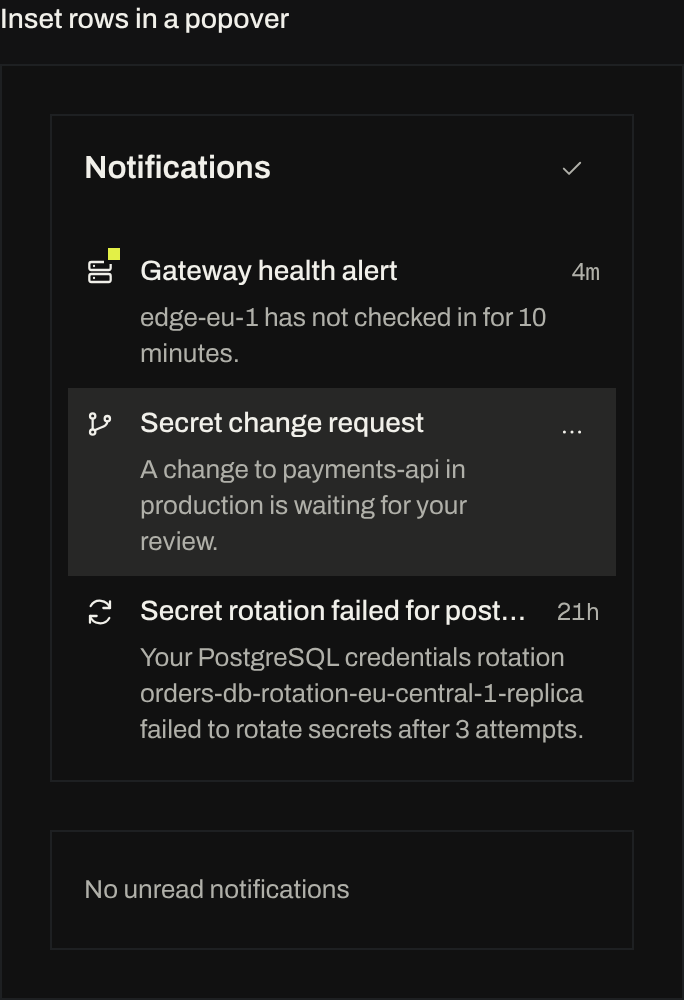 Inset rows in a popover
Notifications
Gateway health alert 4m
edge-eu-1 has not checked in for 10
minutes.
Secret change request ...
A change to payments-api in
production is waiting for your
review.
Secret rotation failed for post... 21h
Your PostgreSQL credentials rotation
orders-db-rotation-eu-central-1-replica
failed to rotate secrets after 3 attempts.
No unread notifications